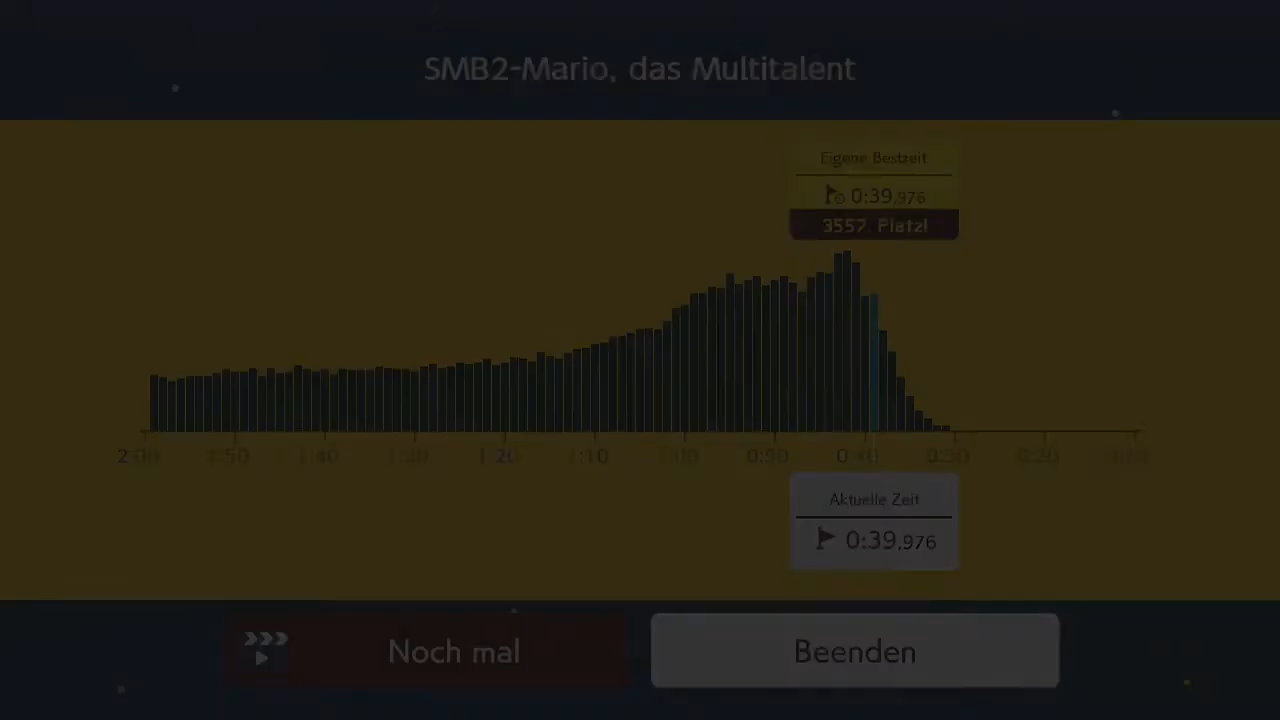 SMB2-Mario, das Multitalent
Eigene Bestzeit
0:39,976
3557. Platz!
2:00 1:50 1:40 1:30 1:20 1:10 1:00 0:50 0:40 0:30 0:20
Aktuelle Zeit
0:39,976
Noch mal
Beenden